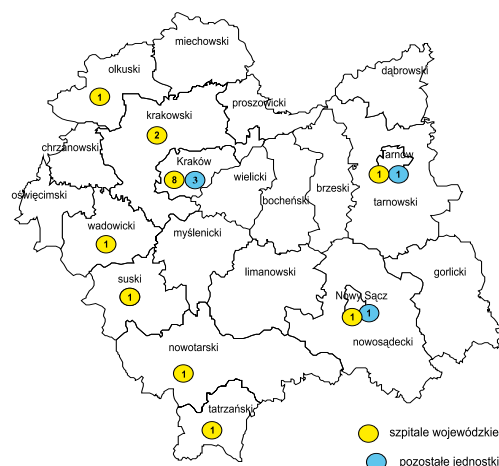 miechowski
olkuski
dąbrowski
1
proszowicki
krakowski
2
chrzanowski
Kraków
Tarnów
8 3
wielicki
1 1
oświęcimski
brzeski
bocheński
tarnowski
wadowicki
myślenicki
1
limanowski
gorlicki
suski
1
Nowy Sącz
1 1
nowosądecki
nowotarski
1
tatrzański
1
szpitale wojewódzkie
pozostałe jednostki